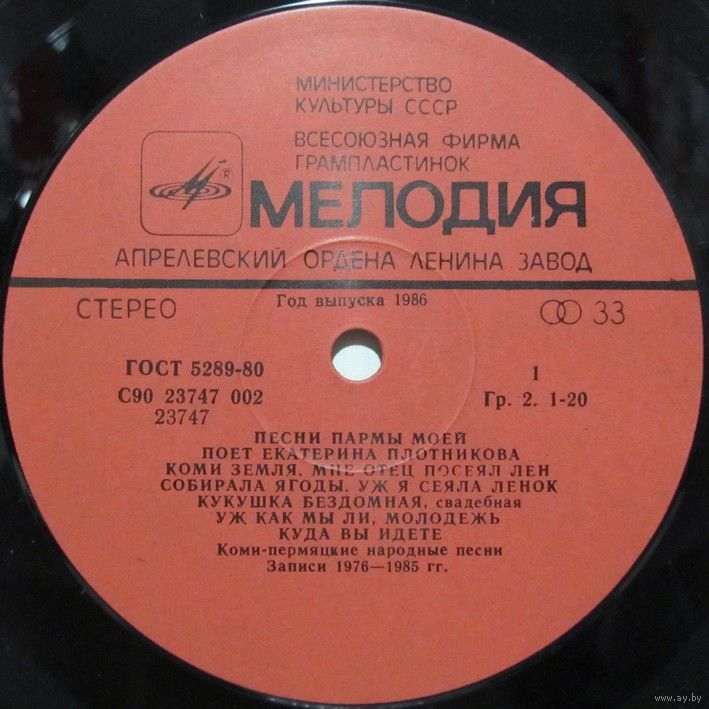 МИНИСТЕРСТВО
КУЛЬТУРЫ СССР
ВСЕСОЮЗНАЯ ФИРМА
ГРАМПЛАСТИНОК
®
МЕЛОДИЯ
АПРЕЛЕВСКИЙ ОРДЕНА ЛЕНИНА ЗАВОД
СТЕРЕО
Год выпуска 1986
33
ГОСТ 5289-80
С90 23747 002
23747
1
Гр. 2. 1-20
ПЕСНИ ПАРМЫ МОЕЙ
ПОЕТ ЕКАТЕРИНА ПЛОТНИКОВА
КОМИ ЗЕМЛЯ. МНЕ ОТЕЦ ПОСЕЯЛ ЛЕН
СОБИРАЛА ЯГОДЫ. УЖ Я СЕЯЛА ЛЕНОК
КУКУШКА БЕЗДОМНАЯ, свадебная
УЖ КАК МЫ ЛИ, МОЛОДЕЖЬ
КУДА ВЫ ИДЕТЕ
Коми-пермяцкие народные песни
Записи 1976—1985 гг.
www.ay.by